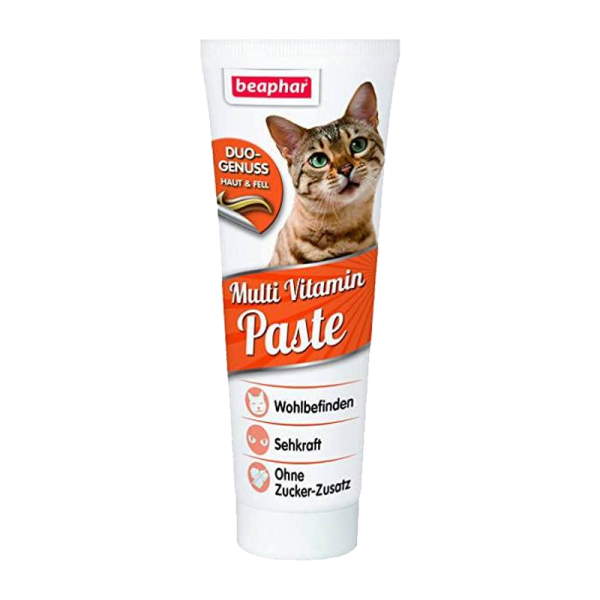 beaphar
DUO-
GENUSS
HAUT & FELL
Multi Vitamin
Paste
Wohlbefinden
Sehkraft
Ohne
Zucker-Zusatz